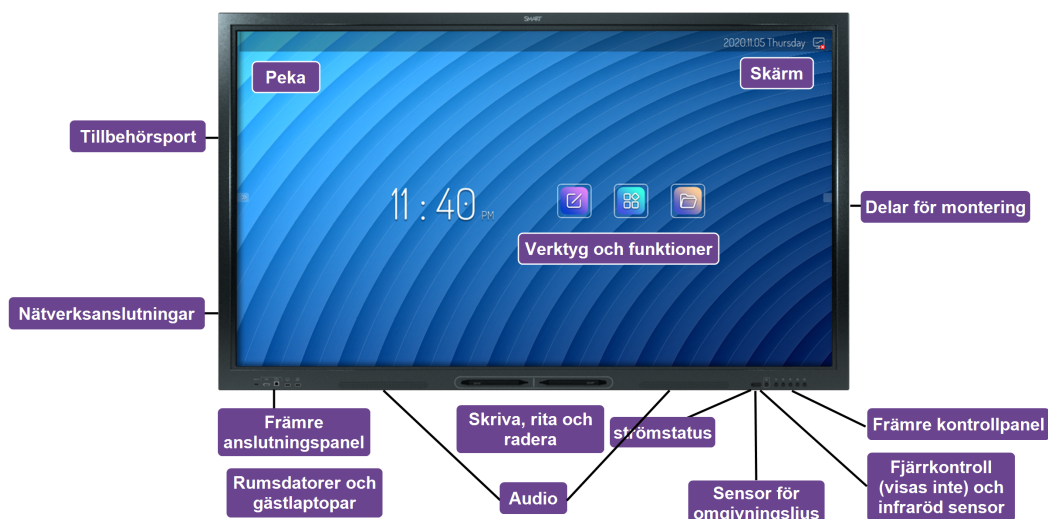 SMART
2020.11.05 Thursday
Peka
Skärm
Tillbehörsport
11 : 40 PM
Delar för montering
Verktyg och funktioner
Nätverksanslutningar
Främre
anslutningspanel
Skriva, rita och
radera
strömstatus
Främre kontrollpanel
Rumsdatorer och
gästlaptopar
Audio
Sensor för
omgivningsljus
Fjärrkontroll
(visas inte) och
infraröd sensor